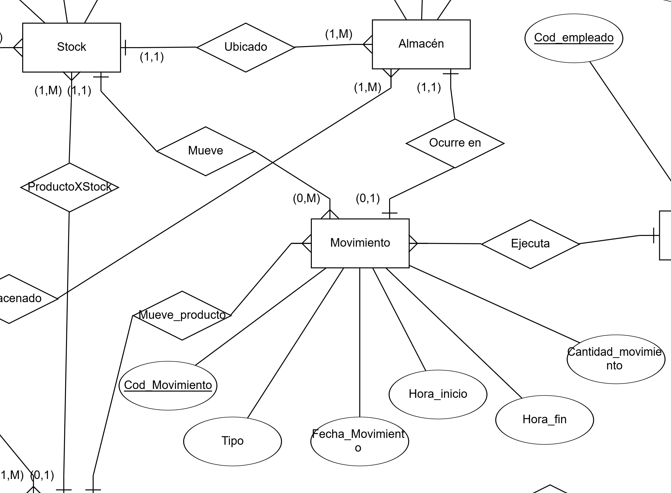 )
Stock
(1,1)
Ubicado
(1,M)
Almacén
Cod_empleado
(1,M)
(1,1)
(1,M)
(1,1)
Mueve
Ocurre en
ProductoXStock
(0,M)
(0,1)
Movimiento
Ejecuta
acenado
Mueve_producto
Cod_Movimiento
Cantidad_movimie
nto
Hora_inicio
Hora_fin
Tipo
Fecha_Movimient
o
1,M)
(0,1)